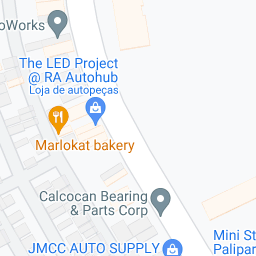 oWorks
The LED Project
@ RA Autohub
Loja de autopeças
Marlokat bakery
Calcocan Bearing
& Parts Corp
Mini St
Palipar
JMCC AUTO SUPPLY